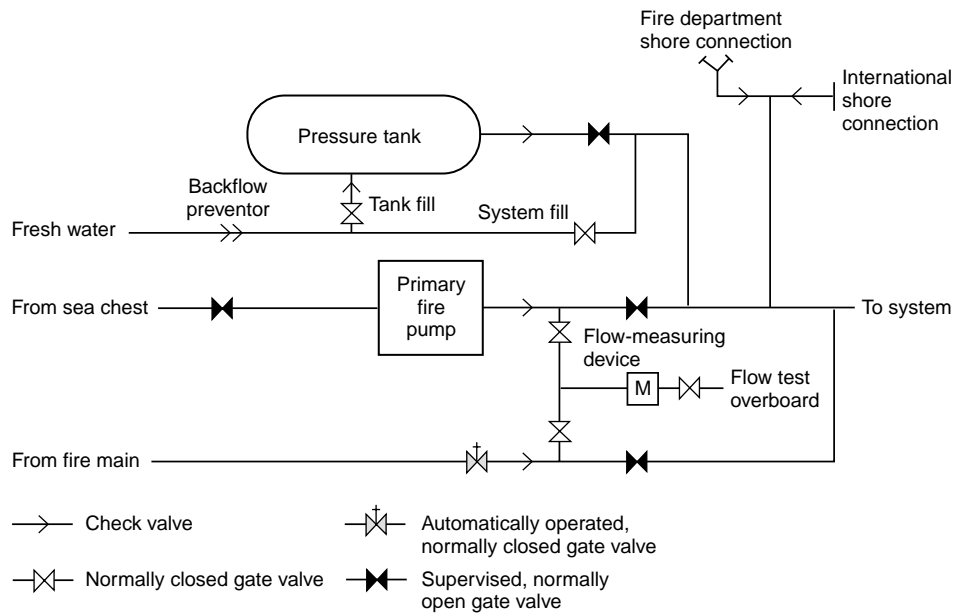 Fire department
shore connection
International
shore
connection
Pressure tank
Backflow
preventor
Tank fill
System fill
Fresh water
From sea chest
Primary
fire
pump
To system
Flow-measuring
device
M
Flow test
overboard
From fire main
Check valve
Automatically operated,
normally closed gate valve
Normally closed gate valve
Supervised, normally
open gate valve